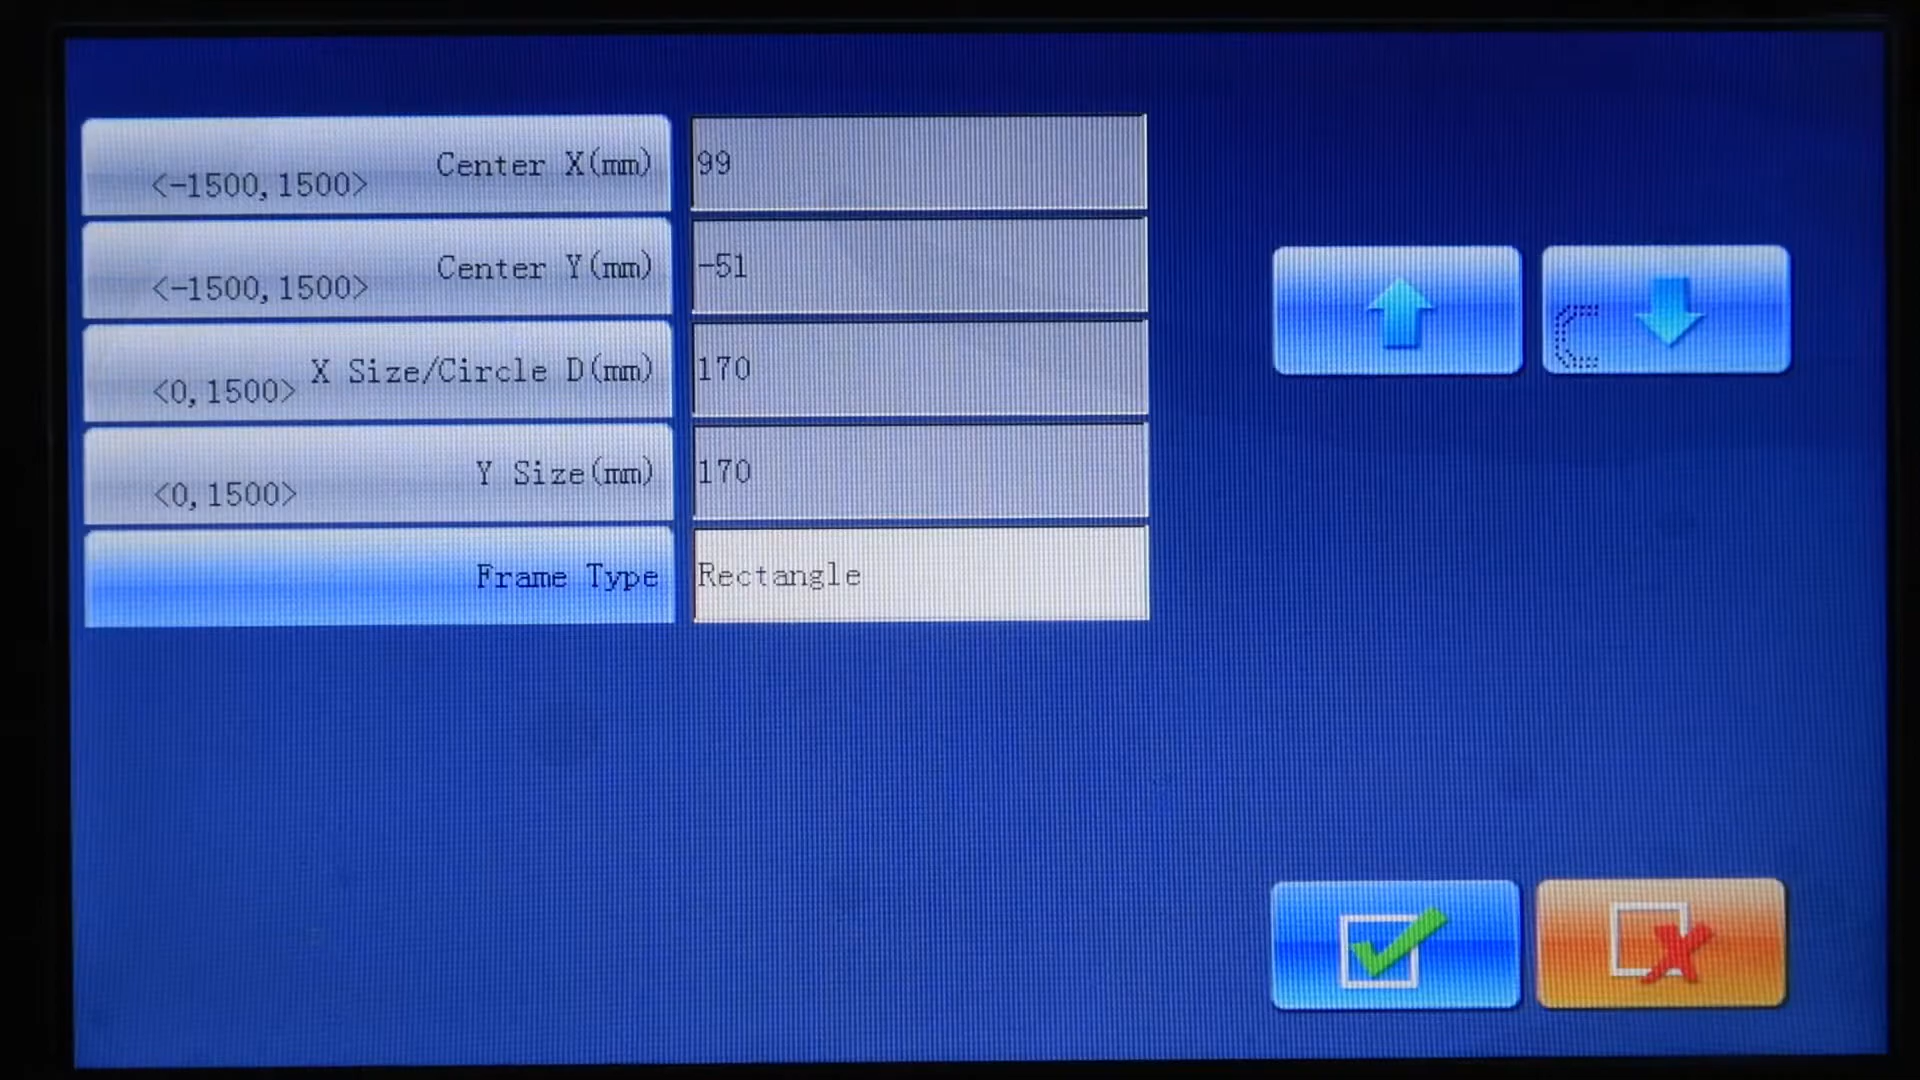 Center X(mm) 99
<-1500,1500>
Center Y(mm) -51
<-1500,1500>
X Size/Circle D(mm) 170
<0,1500>
Y Size(mm) 170
<0,1500>
Frame Type Rectangle